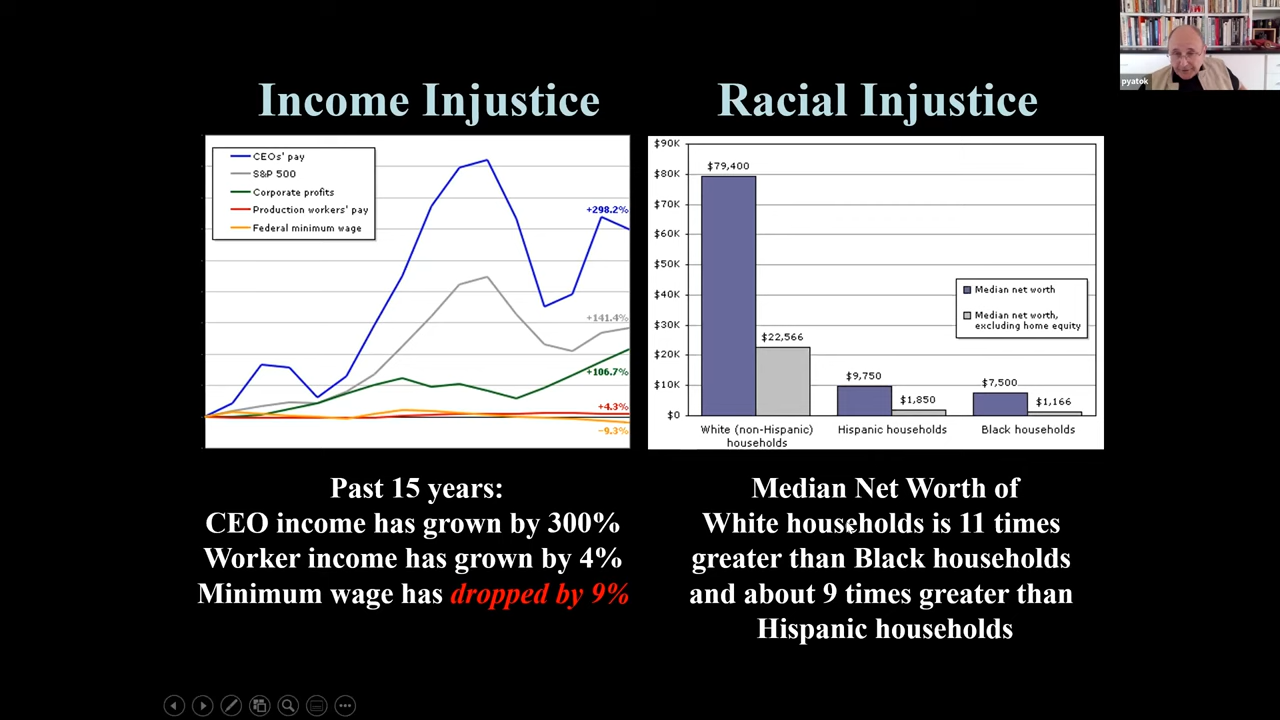 pyatok
Income Injustice
CEOs' pay
S&P 500
Corporate profits
Production workers' pay
Federal minimum wage
+298.2%
+141.4%
+106.7%
+4.3%
-9.3%
Past 15 years:
CEO income has grown by 300%
Worker income has grown by 4%
Minimum wage has dropped by 9%
Racial Injustice
$90K
$80K
$70K
$60K
$50K
$40K
$30K
$20K
$10K
$0
$79,400
$22,566
$9,750
$1,850
$7,500
$1,166
Median net worth
Median net worth,
excluding home equity
White (non-Hispanic)
households
Hispanic households
Black households
Median Net Worth of
White households is 11 times
greater than Black households
and about 9 times greater than
Hispanic households